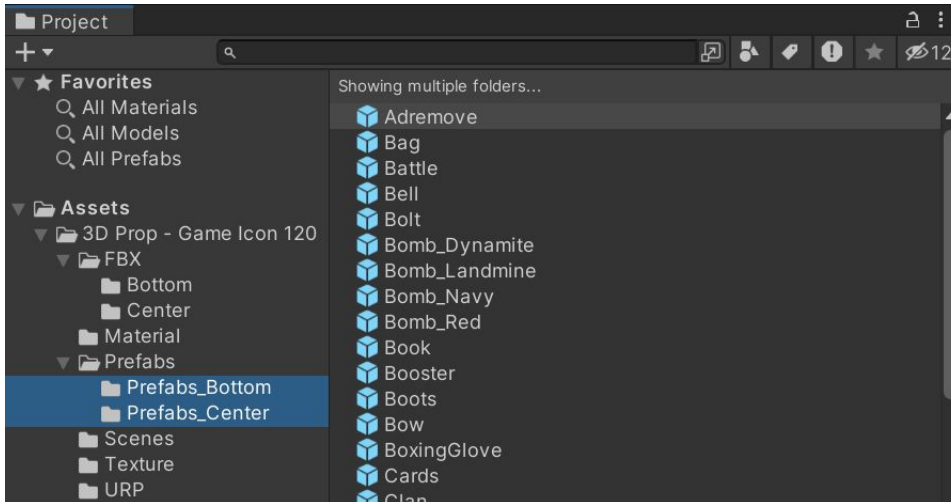 Project
12
Favorites
All Materials
All Models
All Prefabs
Assets
3D Prop - Game Icon 120
FBX
Bottom
Center
Material
Prefabs
Prefabs_Bottom
Prefabs_Center
Scenes
Texture
URP
Showing multiple folders...
Adremove
Bag
Battle
Bell
Bolt
Bomb_Dynamite
Bomb_Landmine
Bomb_Navy
Bomb_Red
Book
Booster
Boots
Bow
BoxingGlove
Cards
Clan